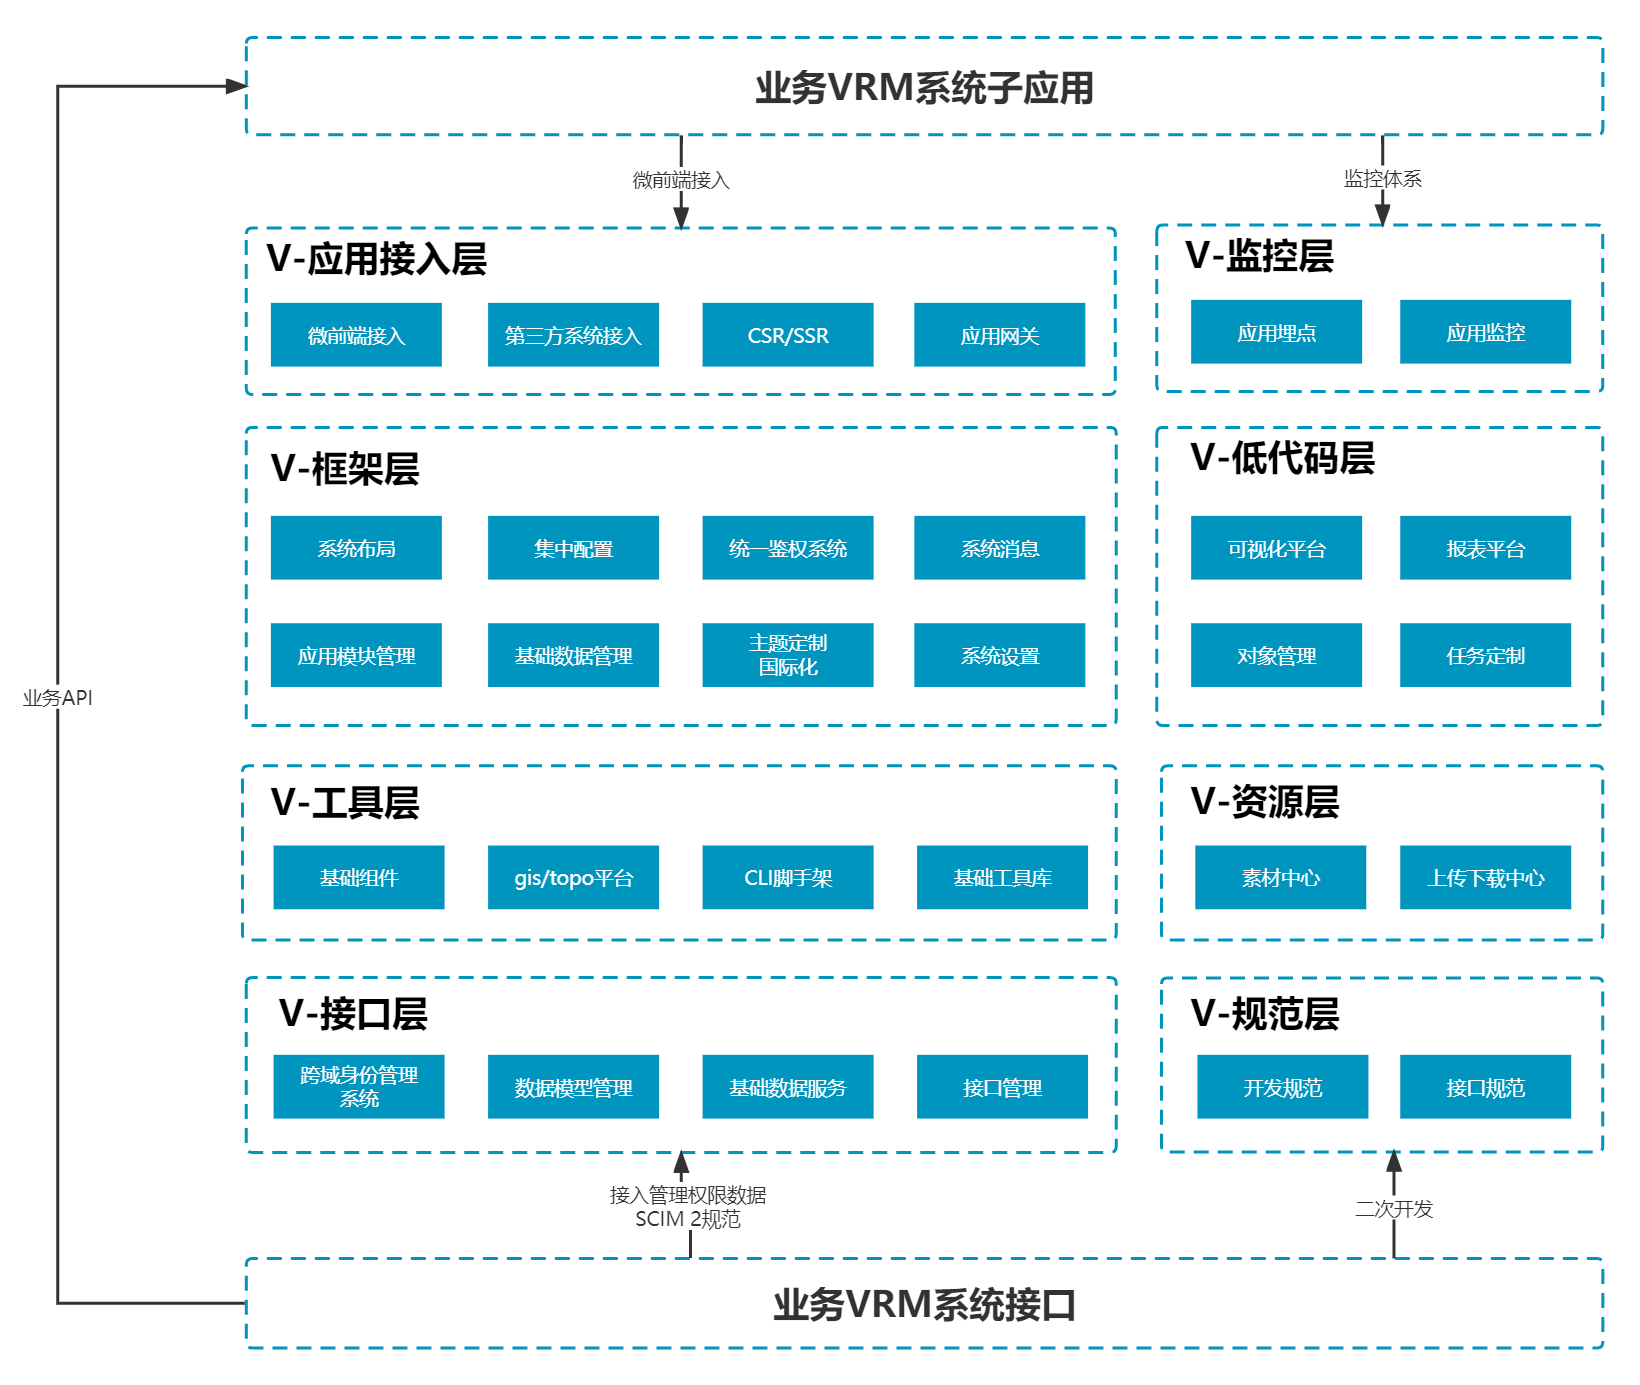 业务VRM系统子应用
微前端接入
监控体系
V-应用接入层
微前端接入
第三方系统接入
CSR/SSR
应用网关
V-监控层
应用埋点
应用监控
V-框架层
系统布局
集中配置
统一鉴权系统
系统消息
应用模块管理
基础数据管理
主题定制
国际化
系统设置
V-低代码层
可视化平台
报表平台
对象管理
任务定制
业务API
V-工具层
基础组件
gis/topo平台
CLI脚手架
基础工具库
V-资源层
素材中心
上传下载中心
V-接口层
跨域身份管理
系统
数据模型管理
基础数据服务
接口管理
V-规范层
开发规范
接口规范
接入管理权限数据
SCIM 2规范
二次开发
业务VRM系统接口